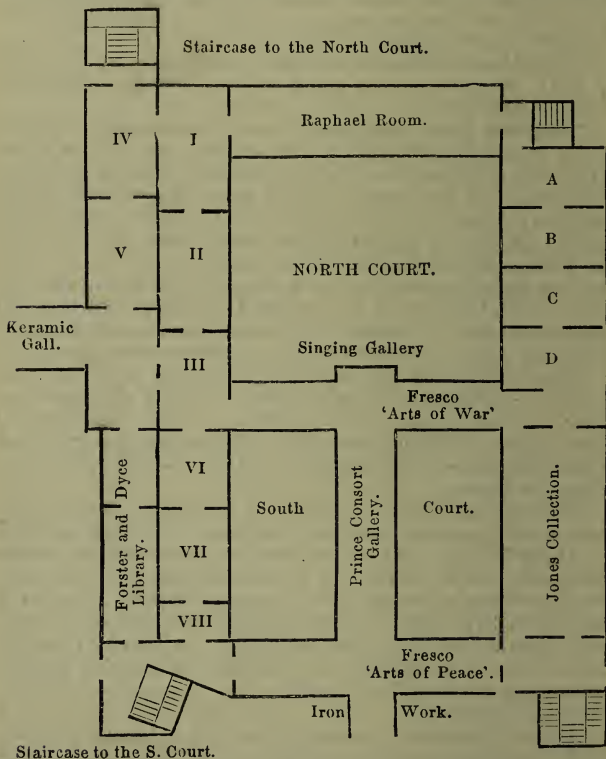 Staircase to the North Court.
Raphael Room.
IV
I
A
B
V
II
NORTH COURT.
C
Keramic
Gall.
III
Singing Gallery
D
Fresco
'Arts of War'
VI
Forster and Dyce
Library.
South
Prince Consort
Gallery.
Court.
Jones Collection.
VII
VIII
Fresco
'Arts of Peace'.
Iron Work.
Staircase to the S. Court.